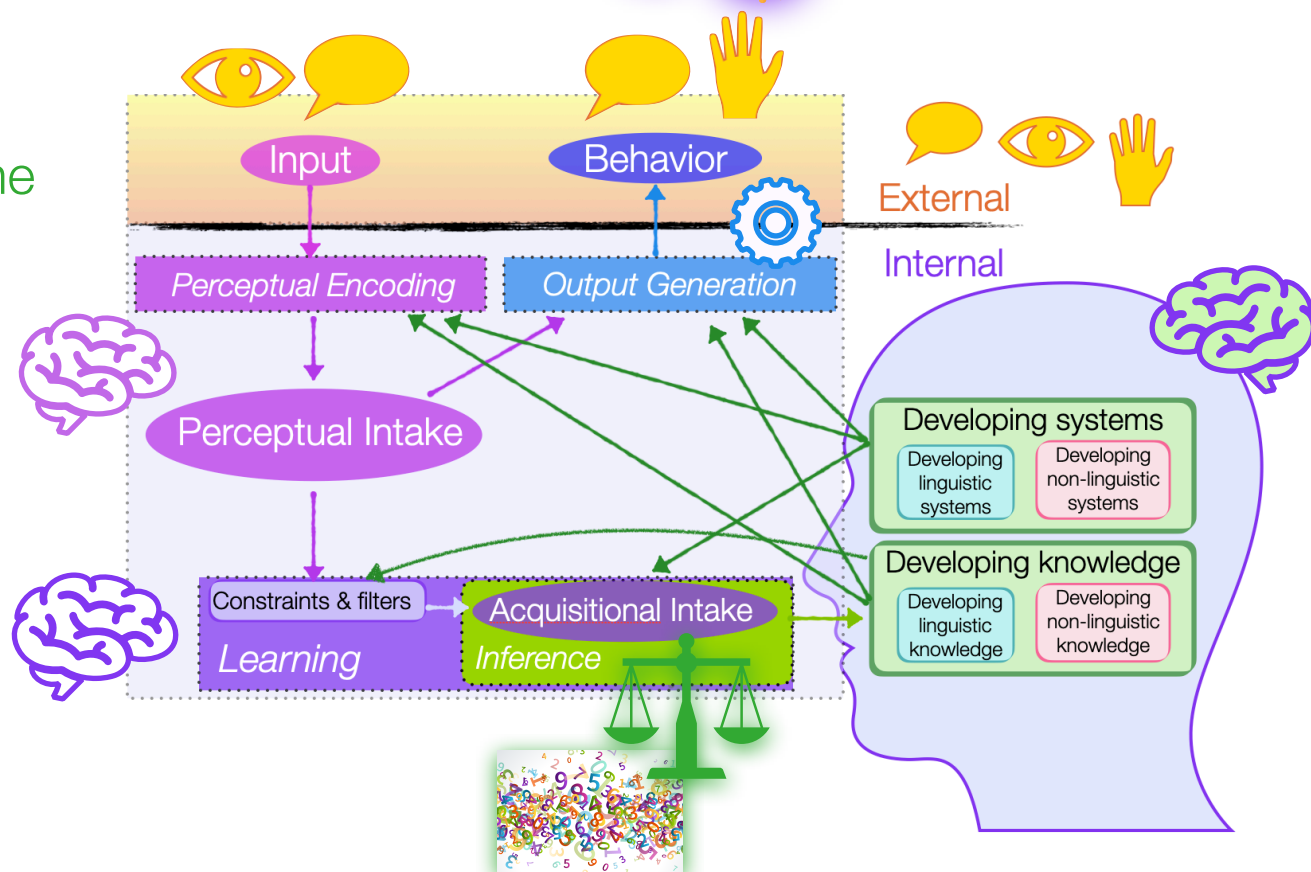 ne
Input
Behavior
External
Internal
Perceptual Encoding
Output Generation
Perceptual Intake
Developing systems
Developing
linguistic
systems
Developing
non-linguistic
systems
Developing knowledge
Developing
linguistic
knowledge
Developing
non-linguistic
knowledge
Constraints & filters
Acquisitional Intake
Learning
Inference